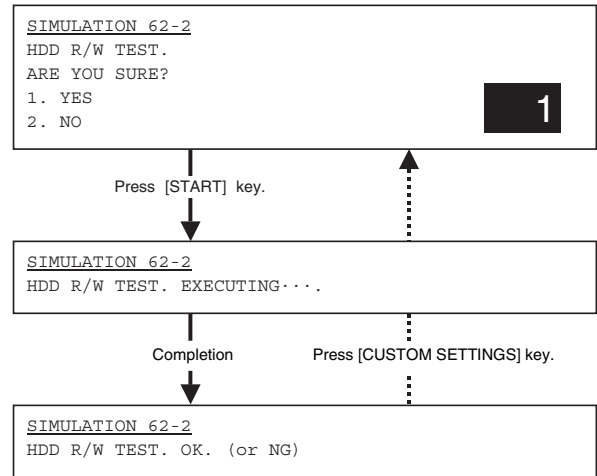 SIMULATION 62-2
HDD R/W TEST.
ARE YOU SURE?
1. YES
2. NO
1
Press [START] key.
SIMULATION 62-2
HDD R/W TEST. EXECUTING···.
Completion
Press [CUSTOM SETTINGS] key.
SIMULATION 62-2
HDD R/W TEST. OK. (or NG)